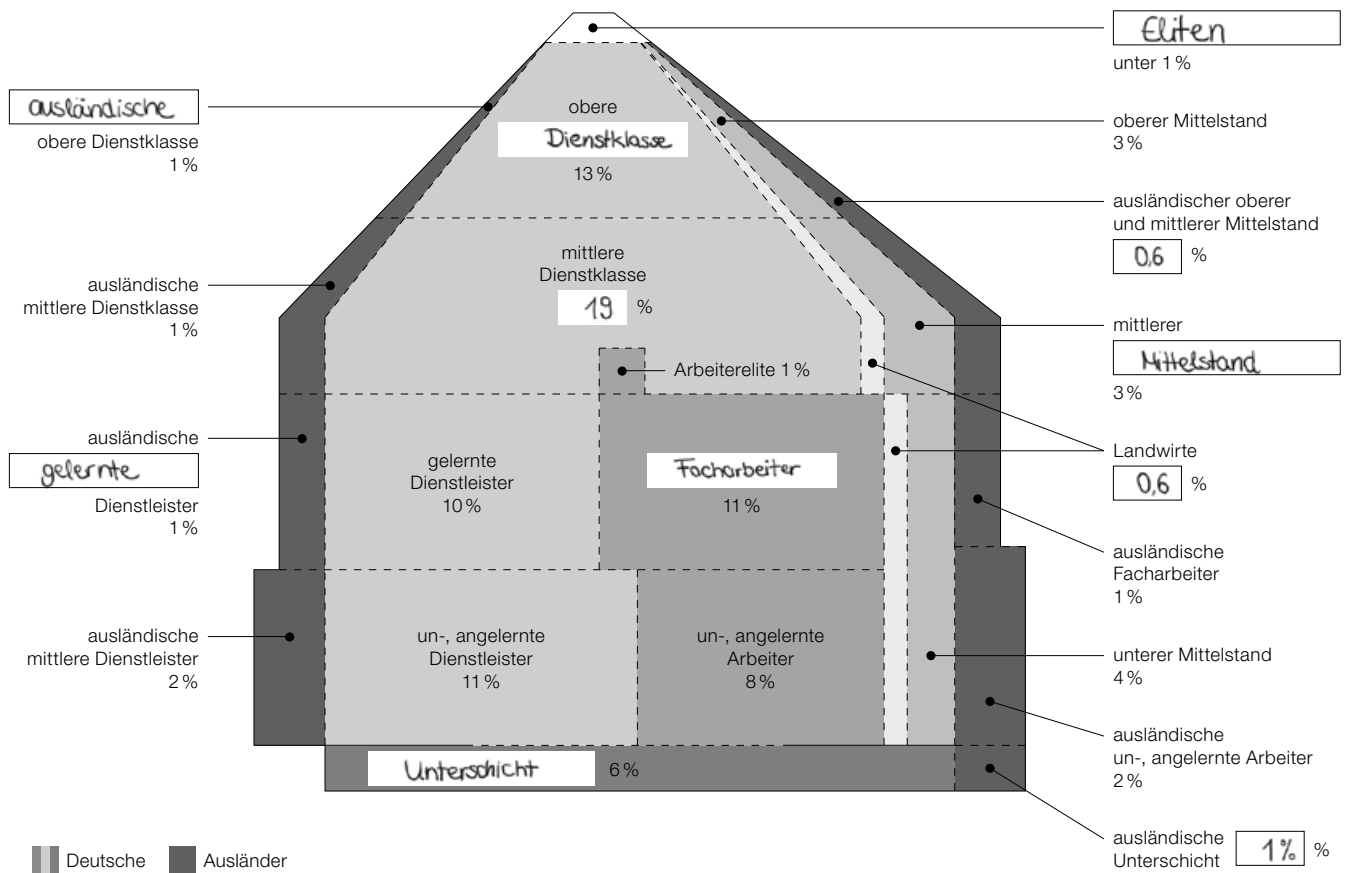 Eliten
unter 1 %
ausländische
obere Dienstklasse
1 %
obere
Dienstklasse
13 %
oberer Mittelstand
3 %
ausländischer oberer
und mittlerer Mittelstand
0,6 %
ausländische
mittlere Dienstklasse
1 %
mittlere
Dienstklasse
19 %
Arbeiterelite 1 %
mittlerer
Mittelstand
3 %
ausländische
gelernte
Dienstleister
1 %
gelernte
Dienstleister
10 %
Facharbeiter
11 %
Landwirte
0,6 %
ausländische
Facharbeiter
1 %
ausländische
mittlere Dienstleister
2 %
un-, angelernte
Dienstleister
11 %
un-, angelernte
Arbeiter
8 %
unterer Mittelstand
4 %
ausländische
un-, angelernte Arbeiter
2 %
Unterschicht 6 %
ausländische
Unterschicht 1% %
Deutsche Ausländer